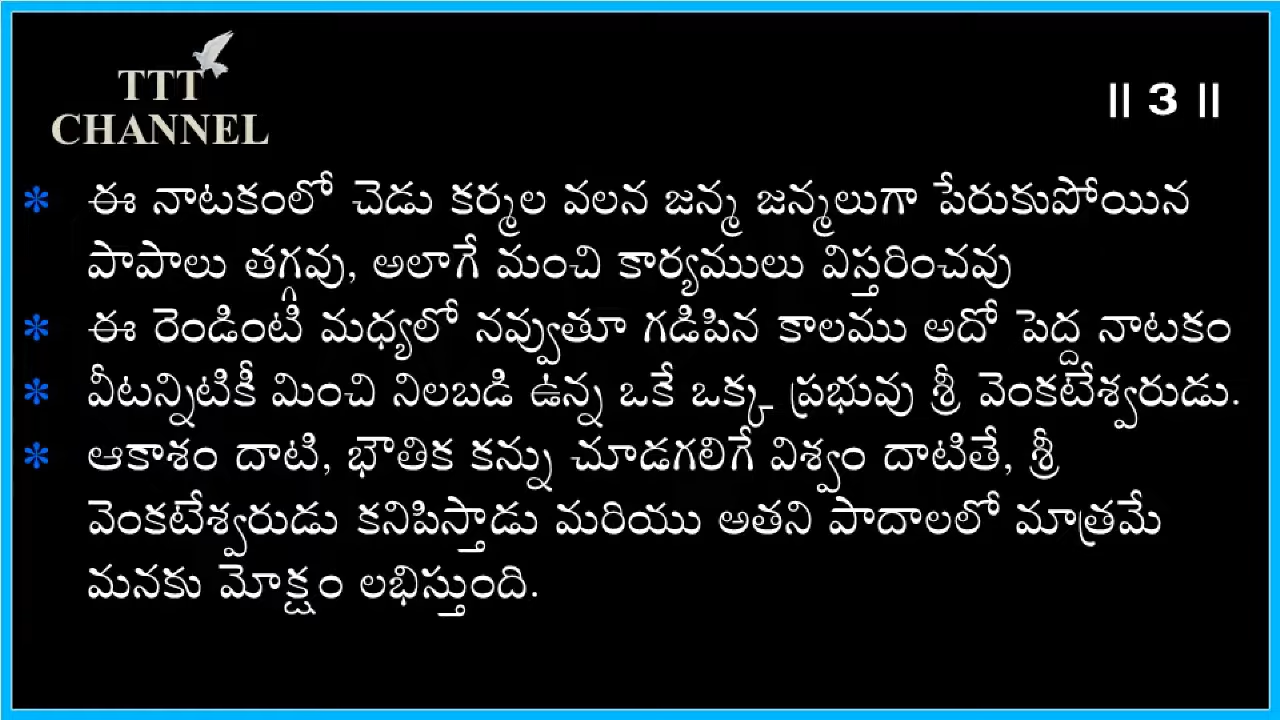 TTT
CHANNEL
|| 3 ||
* ఈ నాటకంలో చెడు కర్మల వలన జన్మ జన్మలుగా పేరుకుపోయిన
పాపాలు తగ్గవు, అలాగే మంచి కార్యములు విస్తరించవు
* ఈ రెండింటి మధ్యలో నవ్వుతూ గడిపిన కాలము అదో పెద్ద నాటకం
* వీటన్నిటికీ మించి నిలబడి ఉన్న ఒకే ఒక్క ప్రభువు శ్రీ వెంకటేశ్వరుడు.
* ఆకాశం దాటి, భౌతిక కన్ను చూడగలిగే విశ్వం దాటితే, శ్రీ
వెంకటేశ్వరుడు కనిపిస్తాడు మరియు అతని పాదాలలో మాత్రమే
మనకు మోక్షం లభిస్తుంది.